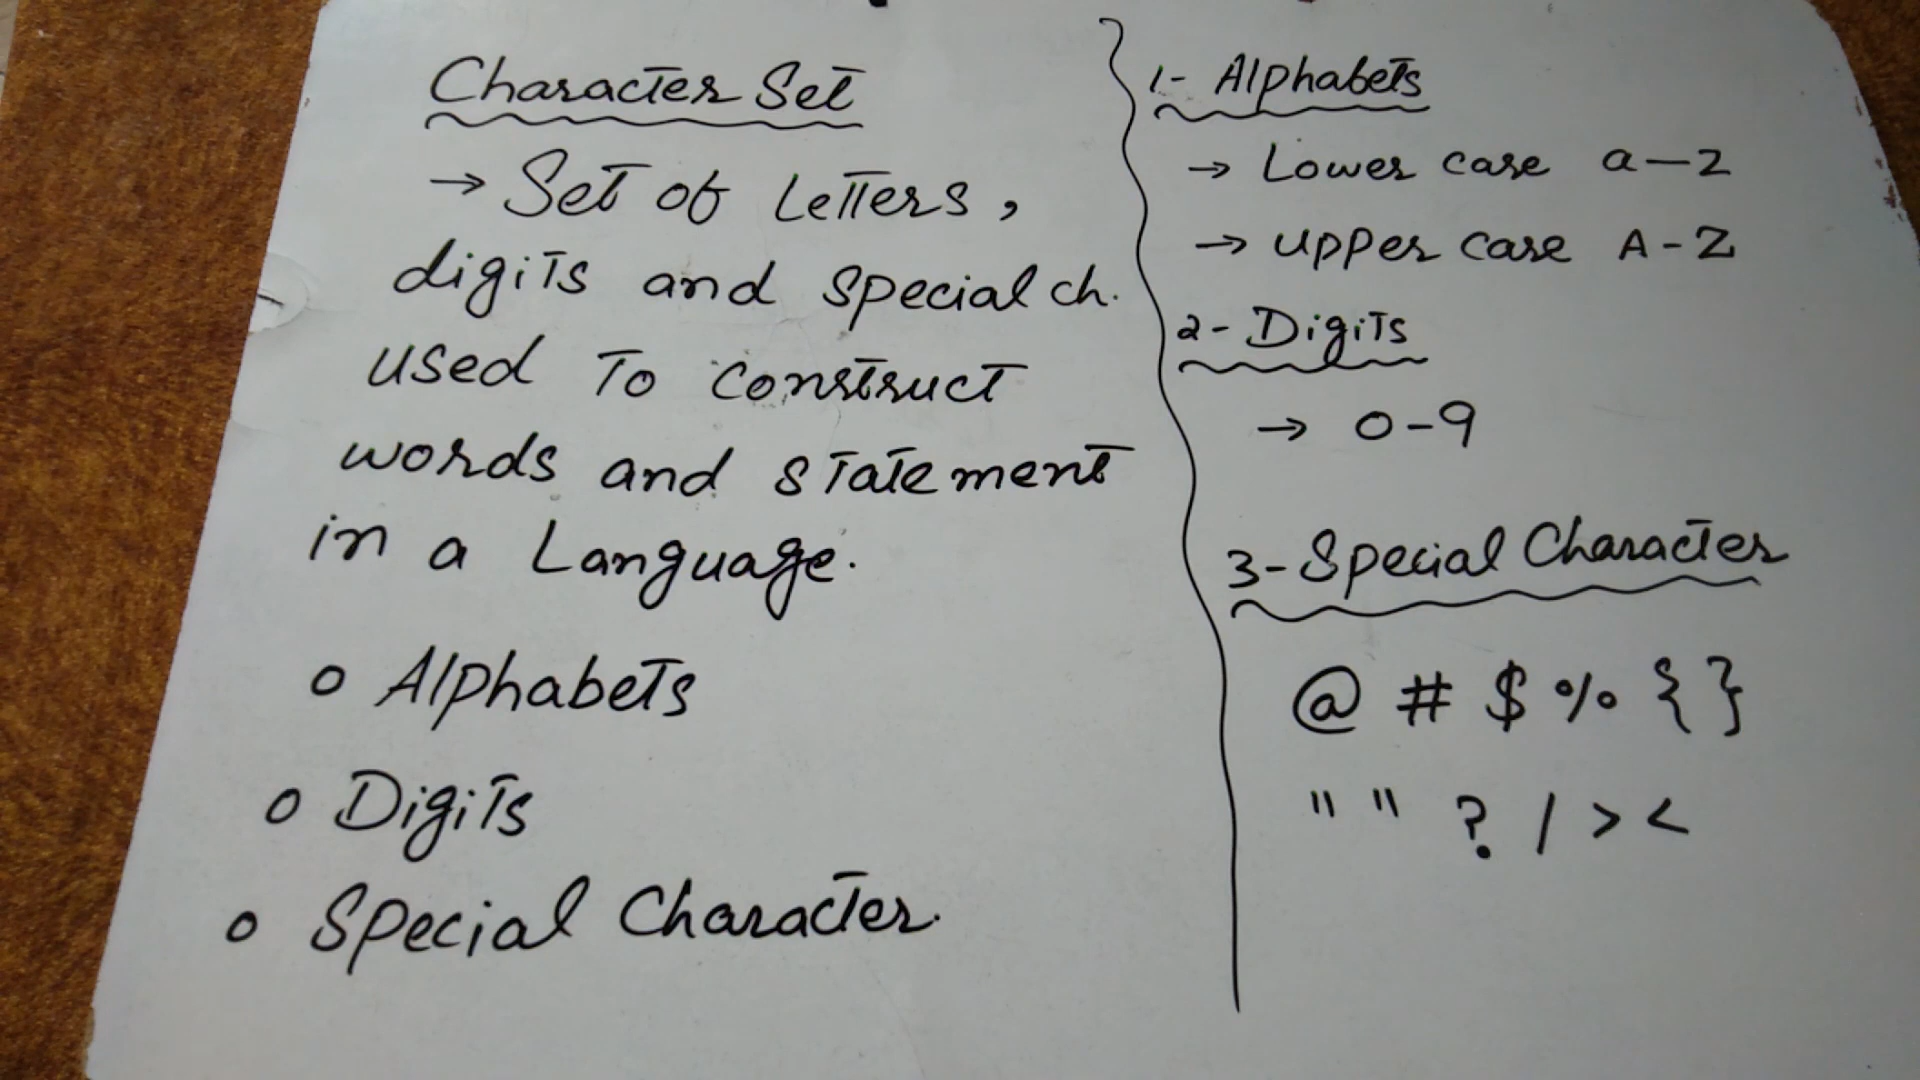 Character Set
→ Set of Letters,
digits and special ch.
used To construct
words and statement
in a Language.
o Alphabets
o Digits
o Special Character.
1- Alphabets
→ Lower case a-z
→ upper case A-Z
2- Digits
→ 0-9
3- Special Character
@ # $ % { }
" " ? / > <